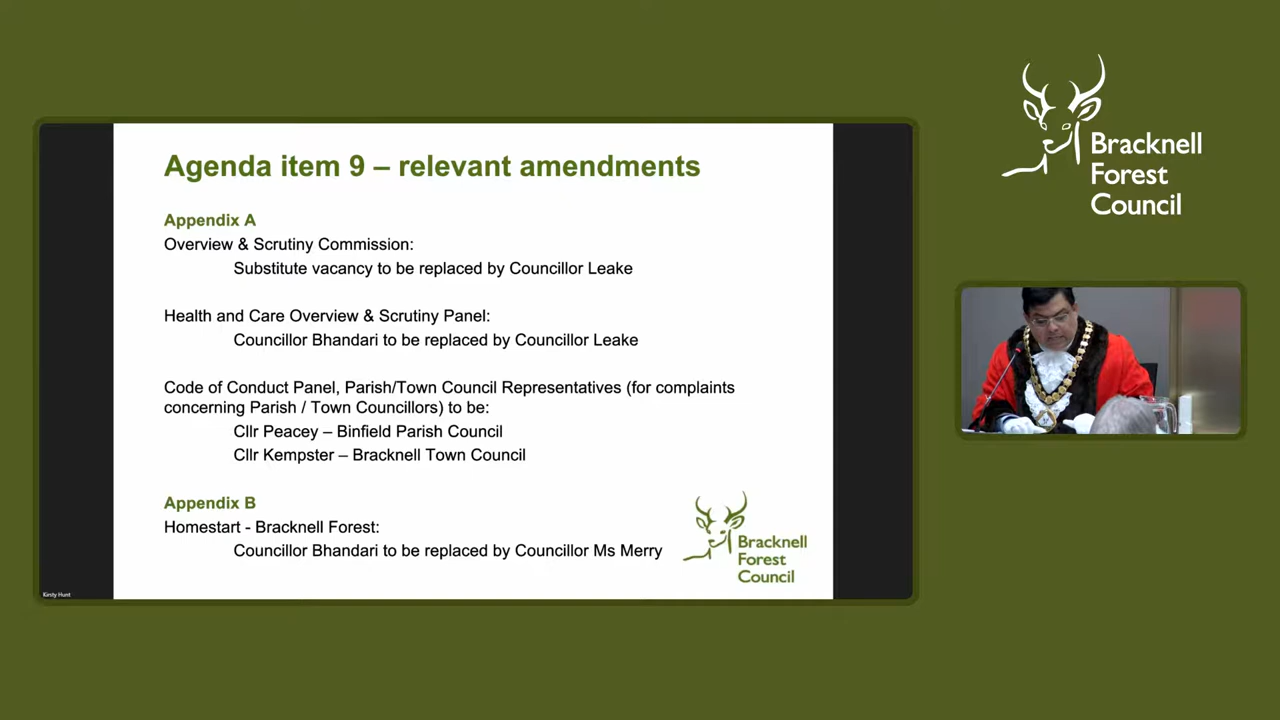 Agenda item 9 – relevant amendments
Appendix A
Overview & Scrutiny Commission:
Substitute vacancy to be replaced by Councillor Leake
Health and Care Overview & Scrutiny Panel:
Councillor Bhandari to be replaced by Councillor Leake
Code of Conduct Panel, Parish/Town Council Representatives (for complaints
concerning Parish / Town Councillors) to be:
Cllr Peacey – Binfield Parish Council
Cllr Kempster – Bracknell Town Council
Appendix B
Homestart - Bracknell Forest:
Councillor Bhandari to be replaced by Councillor Ms Merry
Bracknell
Forest
Council
Kirsty Hunt
Bracknell
Forest
Council